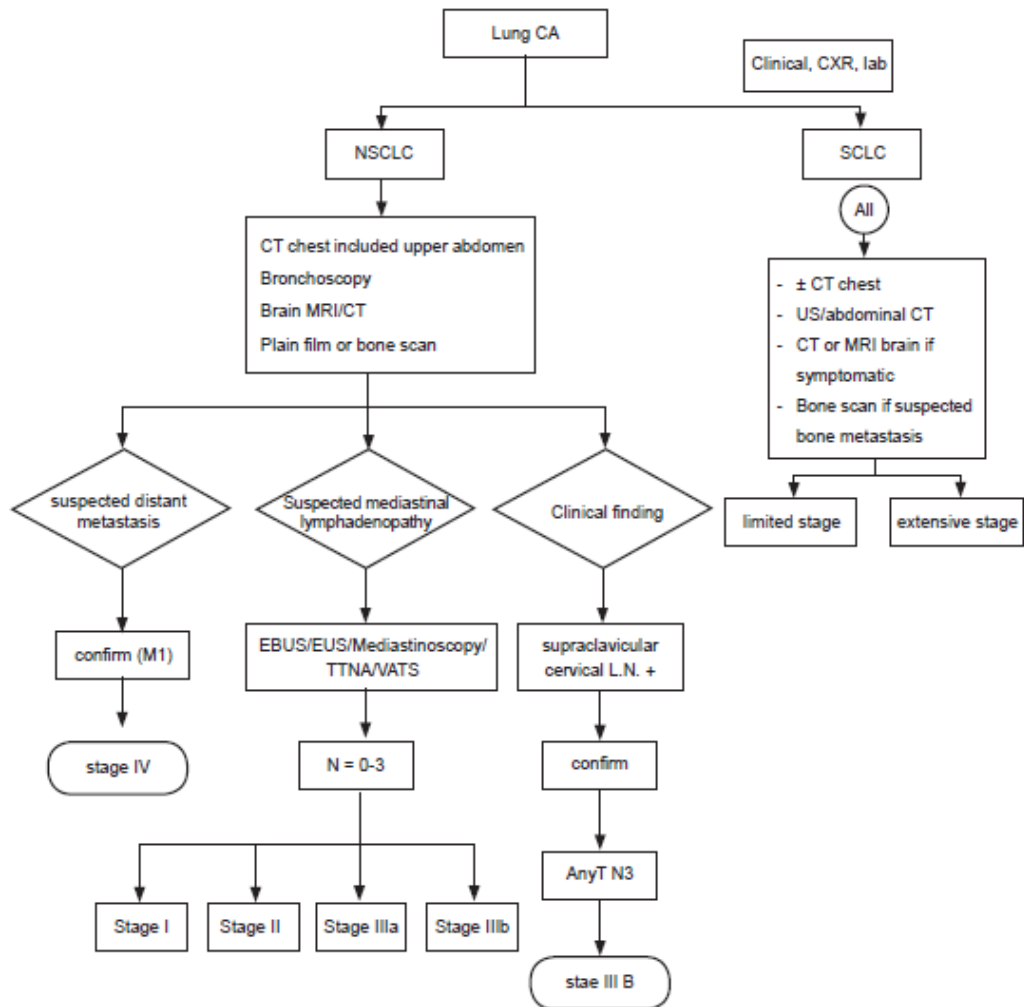 Lung CA
Clinical, CXR, lab
NSCLC
SCLC
All
CT chest included upper abdomen
Bronchoscopy
Brain MRI/CT
Plain film or bone scan
- ± CT chest
- US/abdominal CT
- CT or MRI brain if
symptomatic
- Bone scan if suspected
bone metastasis
suspected distant
metastasis
Suspected mediastinal
lymphadenopathy
Clinical finding
limited stage
extensive stage
confirm (M1)
EBUS/EUS/Mediastinoscopy/
TTNA/VATS
supraclavicular
cervical L.N. +
stage IV
N = 0-3
confirm
AnyT N3
Stage I
Stage II
Stage IIIa
Stage IIIb
stae III B